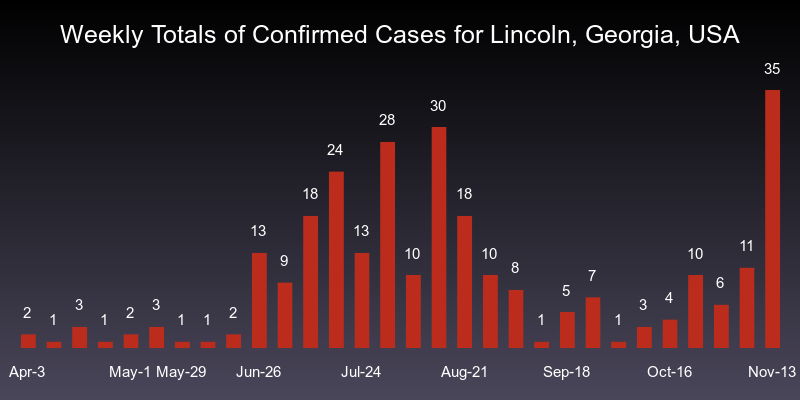 Weekly Totals of Confirmed Cases for Lincoln, Georgia, USA
2 1 3 1 2 3 1 1 2 13 9 18 24 13 28 10 30 18 10 8 1 5 7 1 3 4 10 6 11 35
Apr-3 May-1 May-29 Jun-26 Jul-24 Aug-21 Sep-18 Oct-16 Nov-13